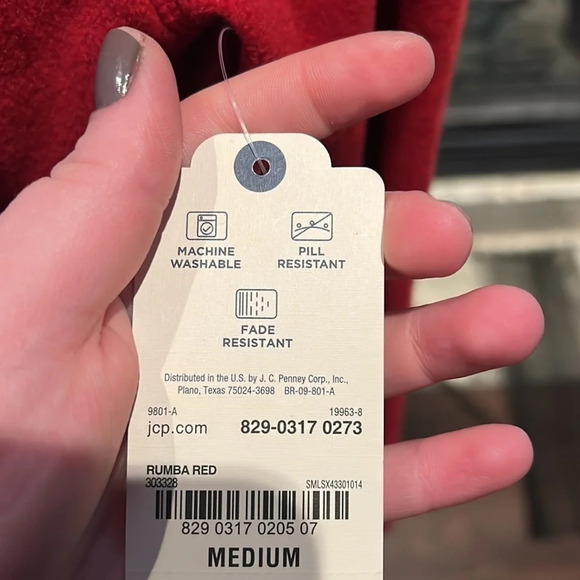 MACHINE
WASHABLE
PILL
RESISTANT
FADE
RESISTANT
Distributed in the U.S. by J. C. Penney Corp., Inc.,
Plano, Texas 75024-3698 BR-09-801-A
9801-A 19963-8
jcp.com 829-0317 0273
RUMBA RED
303328 SMLSX43301014
829 0317 0205 07
MEDIUM